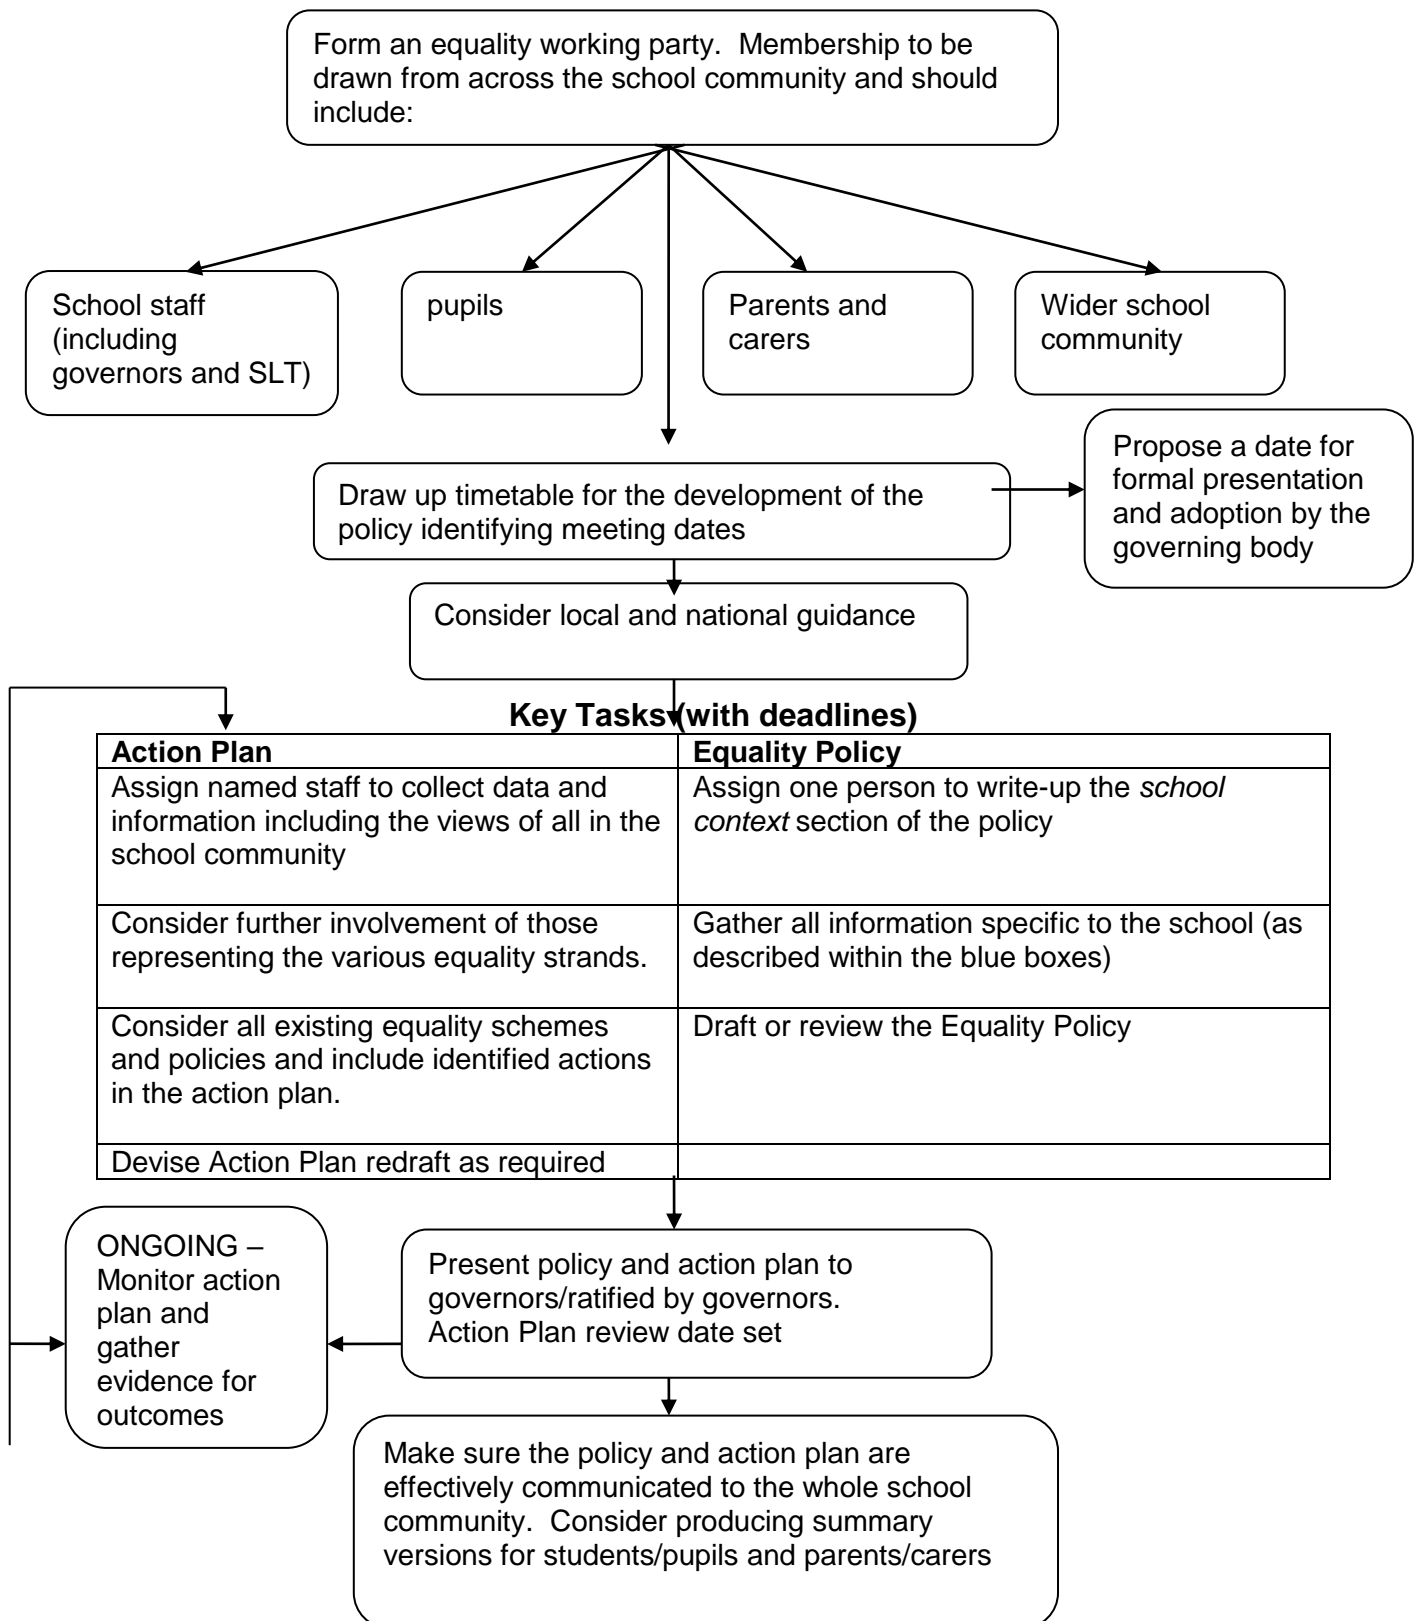 Form an equality working party.  Membership to be
drawn from across the school community and should
include:
School staff
(including
governors and SLT)
pupils
Parents and
carers
Wider school
community
Propose a date for
formal presentation
and adoption by the
governing body
Draw up timetable for the development of the
policy identifying meeting dates
Consider local and national guidance
Key Tasks (with deadlines)
Action Plan
Equality Policy
Assign named staff to collect data and
information including the views of all in the
school community
Assign one person to write-up the school
context section of the policy
Consider further involvement of those
representing the various equality strands.
Gather all information specific to the school (as
described within the blue boxes)
Consider all existing equality schemes
and policies and include identified actions
in the action plan.
Draft or review the Equality Policy
Devise Action Plan redraft as required
ONGOING –
Monitor action
plan and
gather
evidence for
outcomes
Present policy and action plan to
governors/ratified by governors.
Action Plan review date set
Make sure the policy and action plan are
effectively communicated to the whole school
community.  Consider producing summary
versions for students/pupils and parents/carers